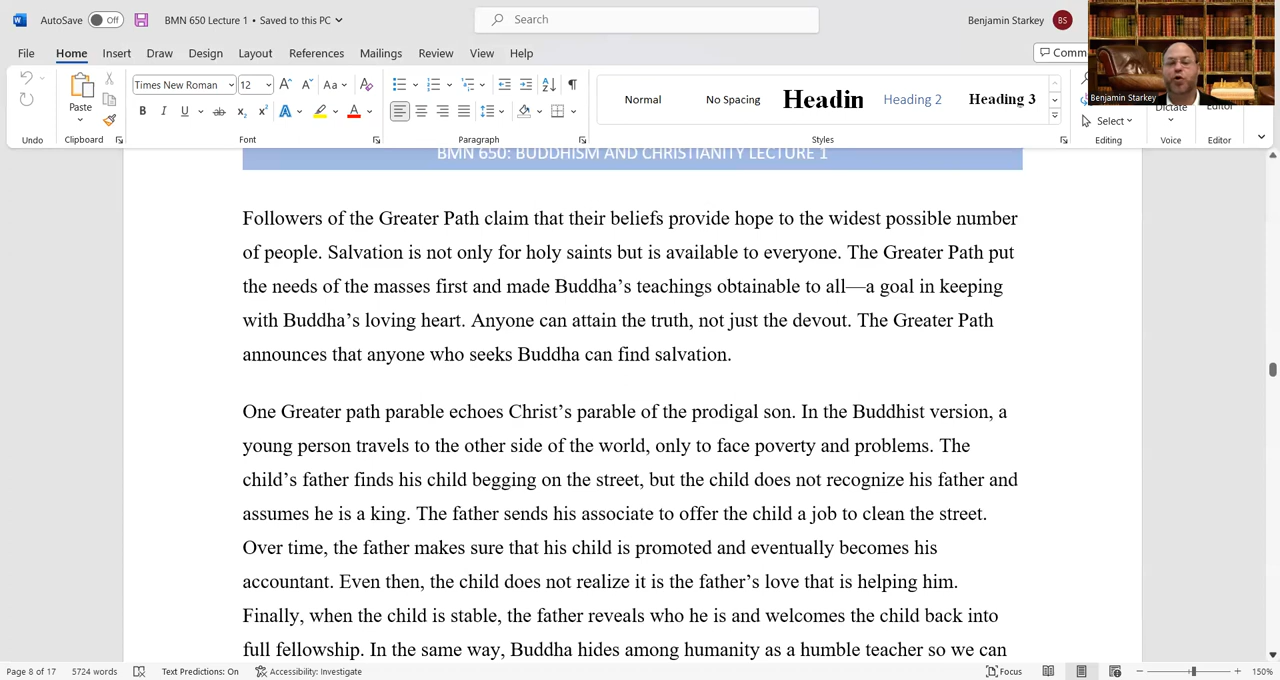 AutoSave Off BMN 650 Lecture 1 • Saved to this PC Search Benjamin Starkey BS
File Home Insert Draw Design Layout References Mailings Review View Help
Benjamin Starkey
Paste
Times New Roman 12 Aa
B I U ab x₂ x² A A
Normal No Spacing Headin Heading 2 Heading 3
Select
Dictate
Editor
Undo Clipboard Font Paragraph Styles Editing Voice Editor
BMN 650: BUDDHISM AND CHRISTIANITY LECTURE 1
Followers of the Greater Path claim that their beliefs provide hope to the widest possible number
of people. Salvation is not only for holy saints but is available to everyone. The Greater Path put
the needs of the masses first and made Buddha’s teachings obtainable to all—a goal in keeping
with Buddha’s loving heart. Anyone can attain the truth, not just the devout. The Greater Path
announces that anyone who seeks Buddha can find salvation.
One Greater path parable echoes Christ’s parable of the prodigal son. In the Buddhist version, a
young person travels to the other side of the world, only to face poverty and problems. The
child’s father finds his child begging on the street, but the child does not recognize his father and
assumes he is a king. The father sends his associate to offer the child a job to clean the street.
Over time, the father makes sure that his child is promoted and eventually becomes his
accountant. Even then, the child does not realize it is the father’s love that is helping him.
Finally, when the child is stable, the father reveals who he is and welcomes the child back into
full fellowship. In the same way, Buddha hides among humanity as a humble teacher so we can
Page 8 of 17 5724 words Text Predictions: On Accessibility: Investigate Focus 150%